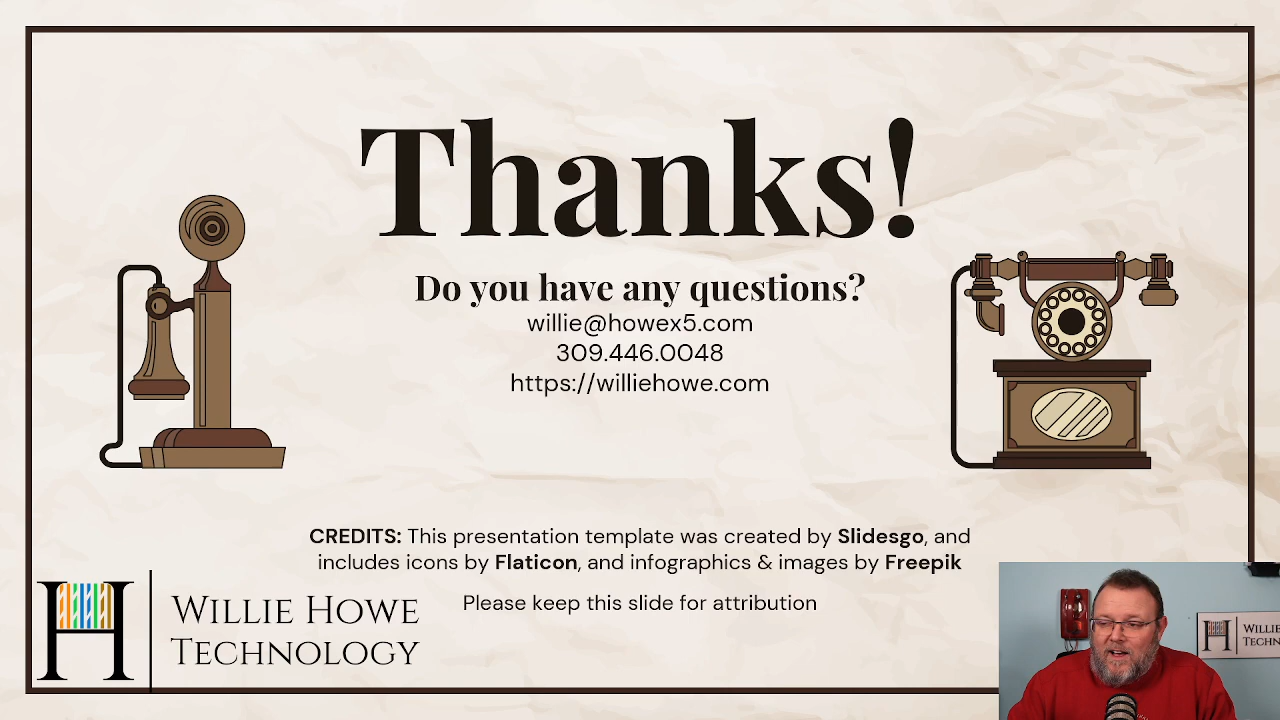 Thanks!
Do you have any questions?
willie@howex5.com
309.446.0048
https://williehowe.com
CREDITS: This presentation template was created by Slidesgo, and
includes icons by Flaticon, and infographics & images by Freepik
Please keep this slide for attribution
H
WILLIE HOWE
TECHNOLOGY
WILLIE
TECHN